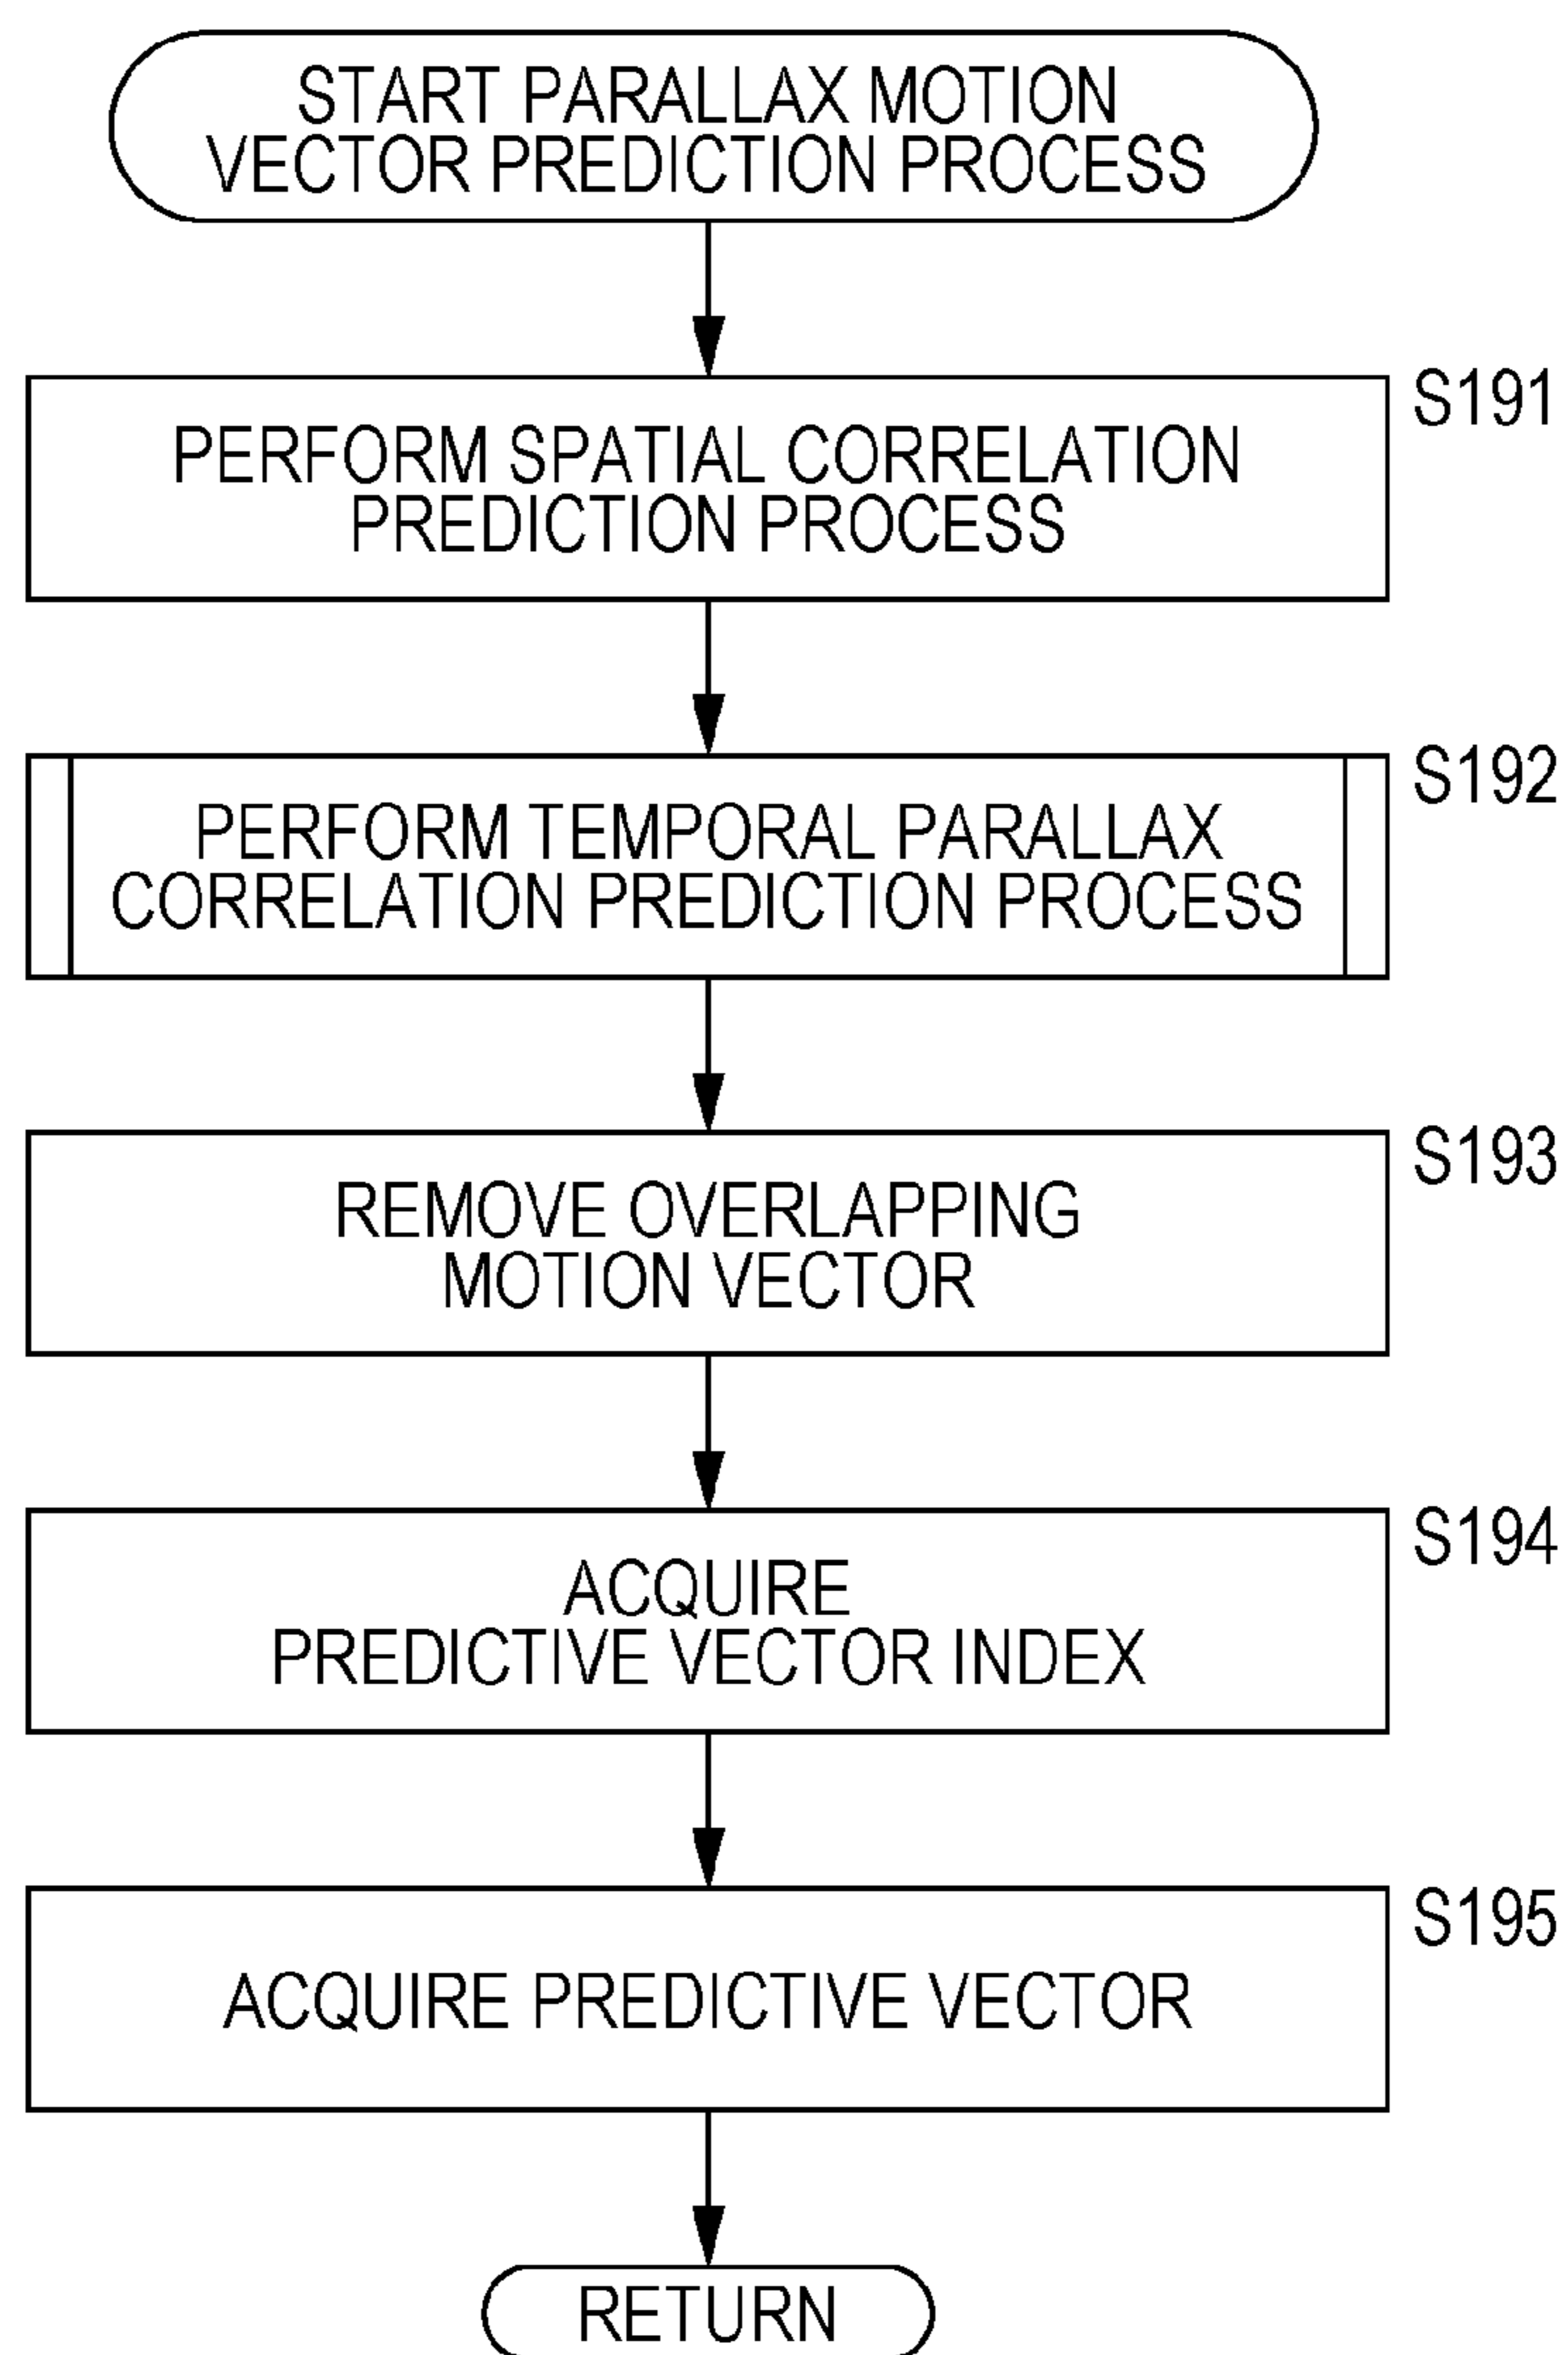 START PARALLAX MOTION
VECTOR PREDICTION PROCESS
S191
PERFORM SPATIAL CORRELATION
PREDICTION PROCESS
S192
PERFORM TEMPORAL PARALLAX
CORRELATION PREDICTION PROCESS
S193
REMOVE OVERLAPPING
MOTION VECTOR
S194
ACQUIRE
PREDICTIVE VECTOR INDEX
S195
ACQUIRE PREDICTIVE VECTOR
RETURN